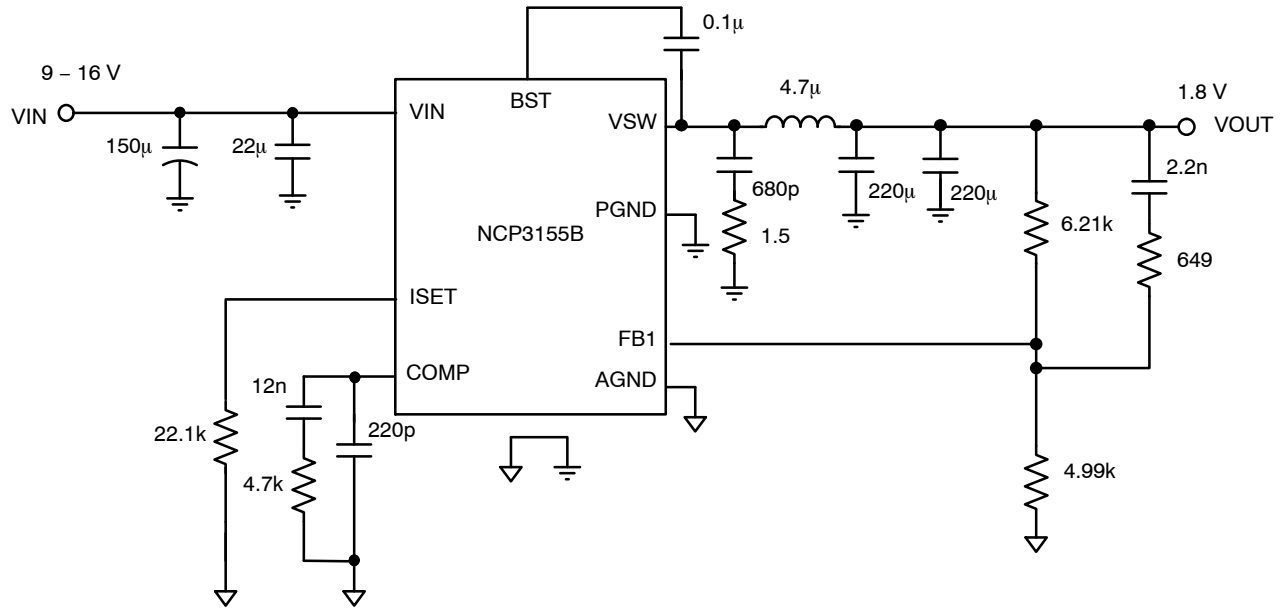 0.1μ
9 – 16 V
VIN
VIN
BST
4.7μ
1.8 V
VSW
VOUT
150μ
22μ
2.2n
680p
220μ
220μ
PGND
NCP3155B
1.5
6.21k
649
ISET
FB1
COMP
AGND
12n
22.1k
220p
4.7k
4.99k